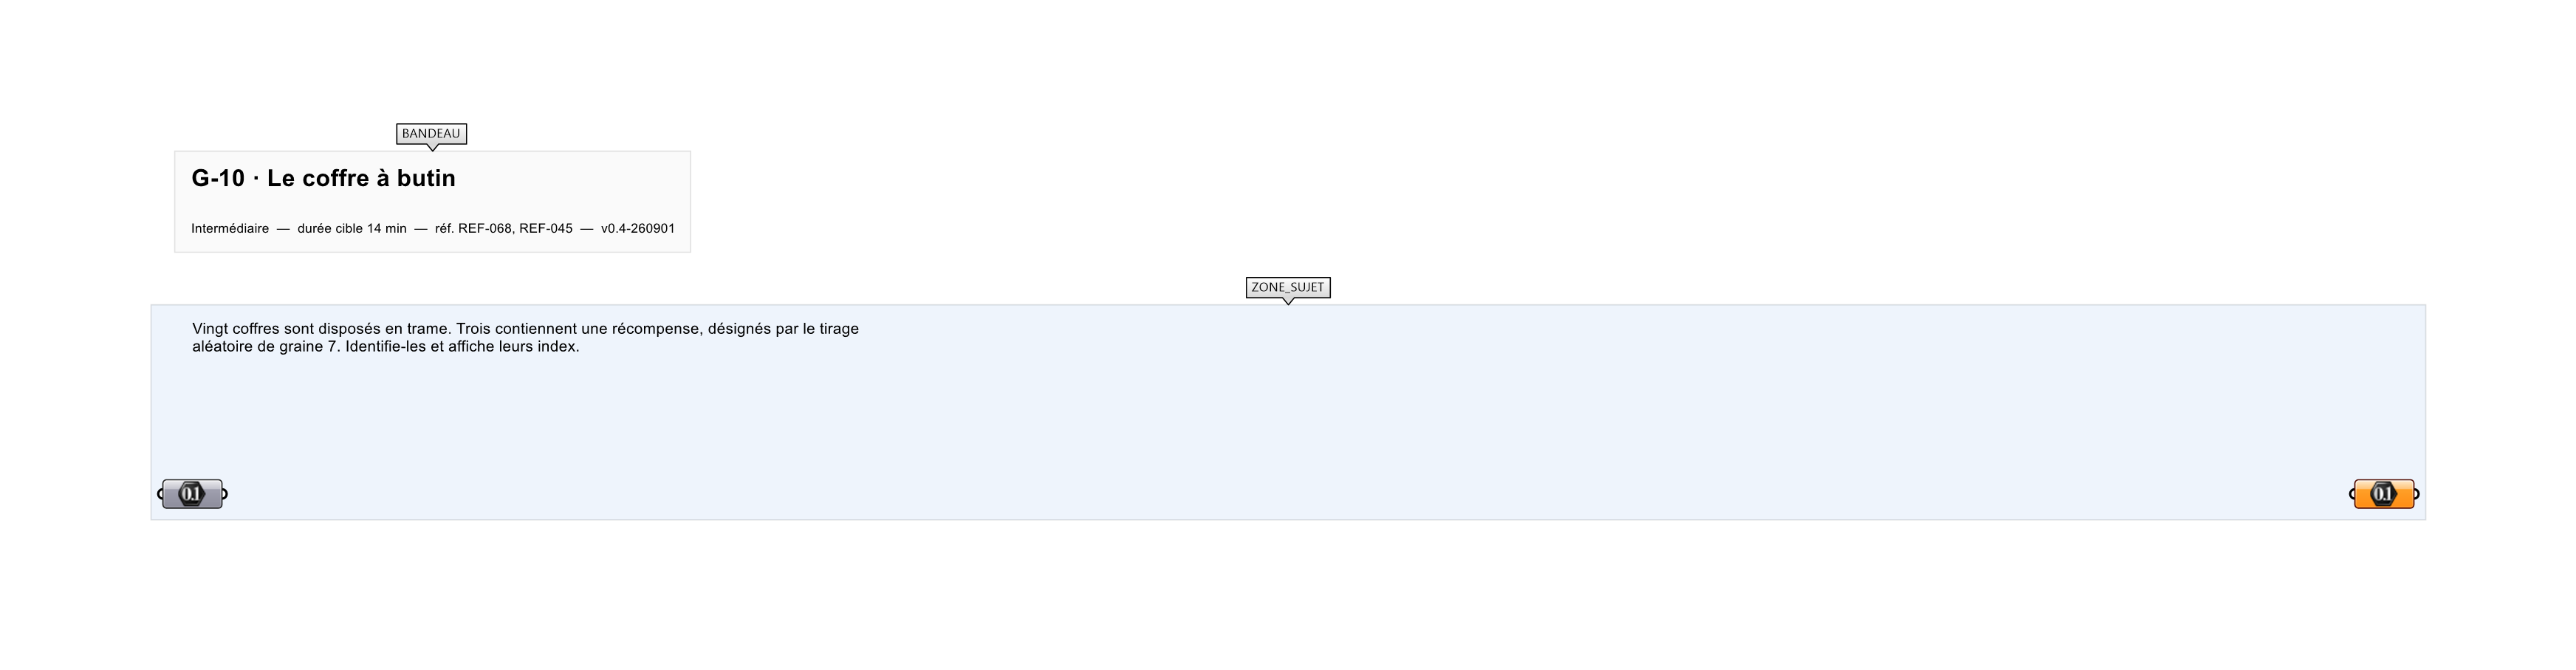 BANDEAU
G-10 · Le coffre à butin
Intermédiaire — durée cible 14 min — réf. REF-068, REF-045 — v0.4-260901
ZONE_SUJET
Vingt coffres sont disposés en trame. Trois contiennent une récompense, désignés par le tirage
aléatoire de graine 7. Identifie-les et affiche leurs index.
0.1
0.1